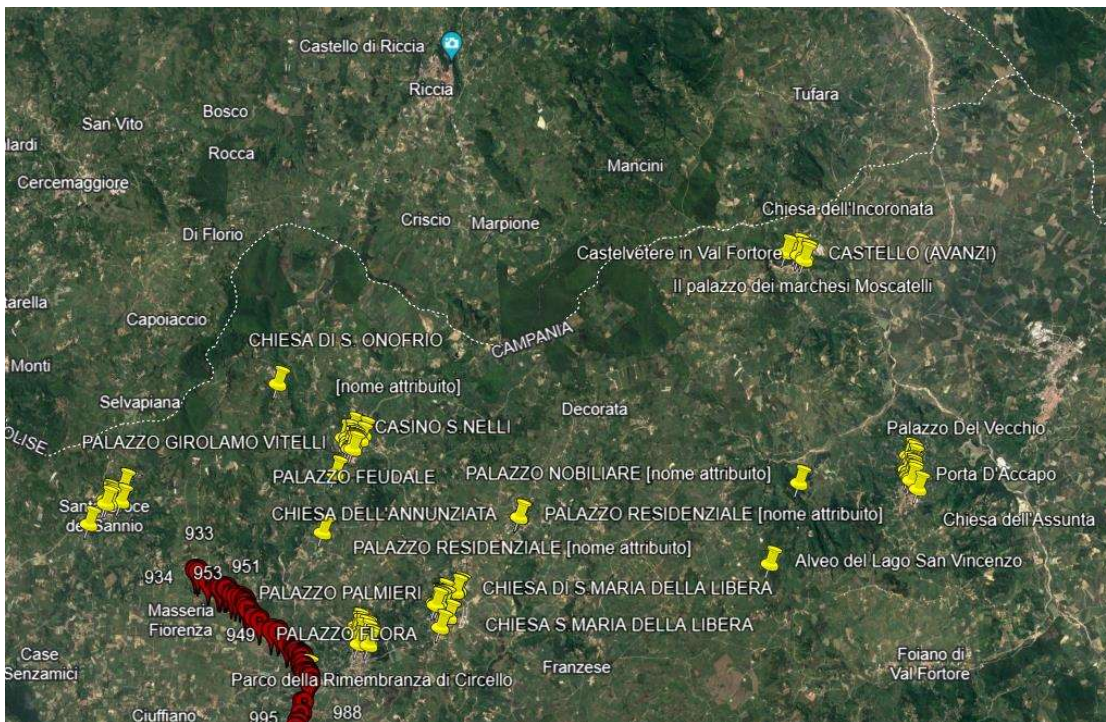 Castello di Riccia
Riccia
Tufara
Bosco
San Vito
alardi
Rocca
Mancini
Cercemaggiore
Chiesa dell'Incoronata
Criscio
Marpione
Di Florio
Castelvetere in Val Fortore
CASTELLO (AVANZI)
Il palazzo dei marchesi Moscatelli
tarella
Capoiaccio
CAMPANIA
CHIESA DI S. ONOFRIO
Monti
[nome attribuito]
Selvapiana
Decorata
CASINO S NELLI
Palazzo Del Vecchio
OLISE
PALAZZO GIROLAMO VITELLI
PALAZZO FEUDALE
PALAZZO NOBILIARE [nome attribuito]
Porta D'Accapo
CHIESA DELL'ANNUNZIATA
PALAZZO RESIDENZIALE [nome attribuito]
Chiesa dell'Assunta
del Sannio
933
PALAZZO RESIDENZIALE [nome attribuito]
Alveo del Lago San Vincenzo
934
953
951
PALAZZO PALMIERI
CHIESA DI S MARIA DELLA LIBERA
Masseria
Fiorenza
949
PALAZZO FLORA
CHIESA S MARIA DELLA LIBERA
Case
Senzamici
Franzese
Foiano di
Val Fortore
Parco della Rimembranza di Circello
Ciuffiano
995
988